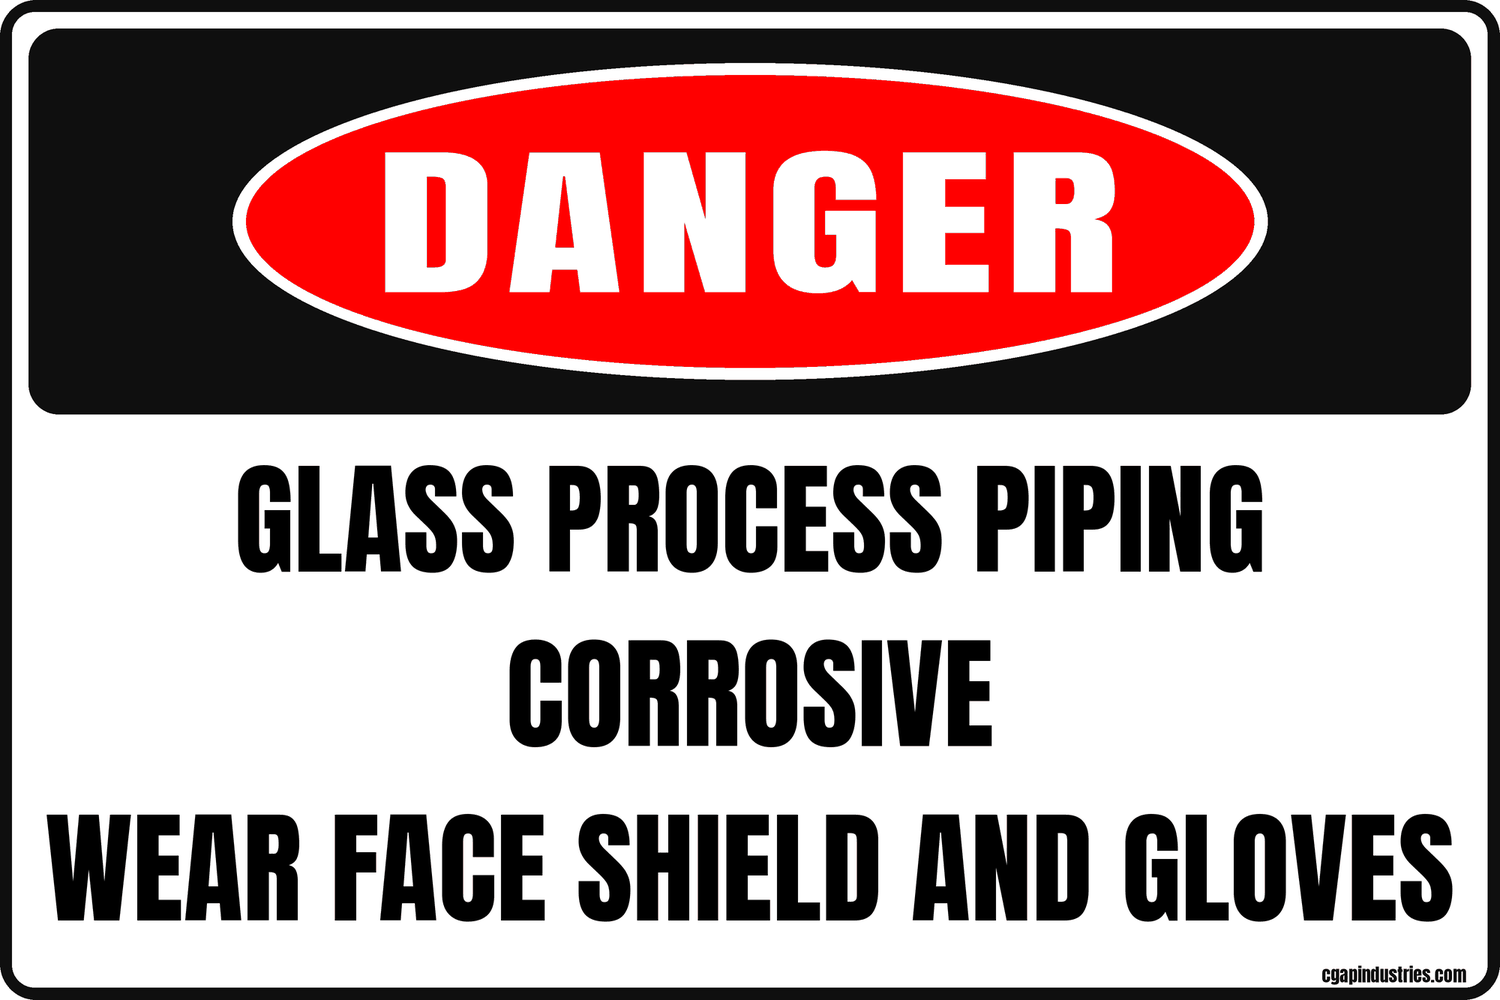 DANGER
GLASS PROCESS PIPING
CORROSIVE
WEAR FACE SHIELD AND GLOVES
cgapindustries.com